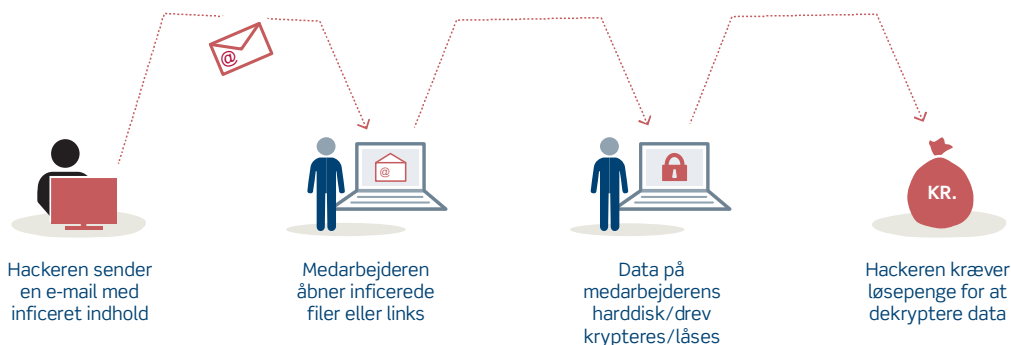 @
@
KR.
Hackeren sender
en e-mail med
inficeret indhold
Medarbejderen
åbner inficerede
filer eller links
Data på
medarbejderens
harddisk/drev
krypteres/låses
Hackeren kræver
løsepenge for at
dekryptere data